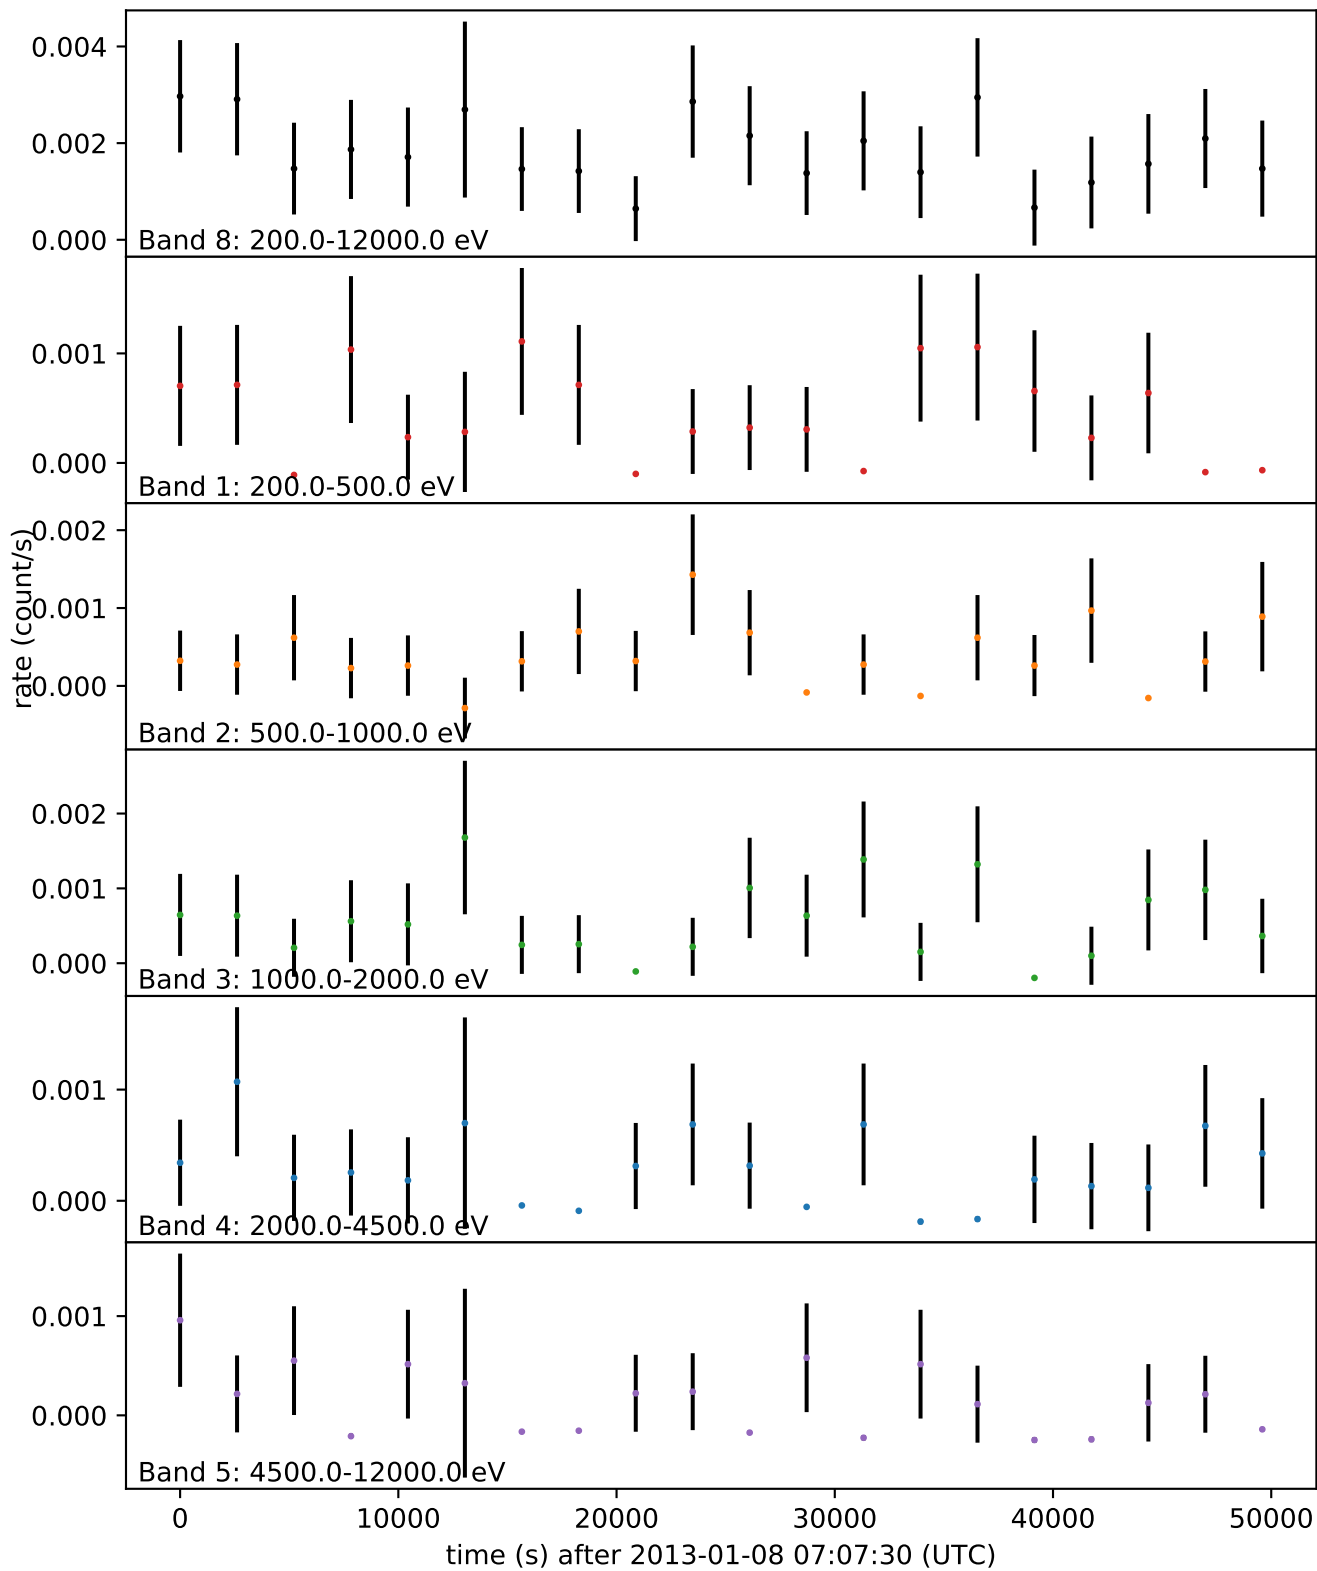 0.004
0.002
0.000
Band 8: 200.0-12000.0 eV
0.001
0.000
Band 1: 200.0-500.0 eV
rate (count/s)
0.002
0.001
0.000
Band 2: 500.0-1000.0 eV
0.002
0.001
0.000
Band 3: 1000.0-2000.0 eV
0.001
0.000
Band 4: 2000.0-4500.0 eV
0.001
0.000
Band 5: 4500.0-12000.0 eV
0 10000 20000 30000 40000 50000
time (s) after 2013-01-08 07:07:30 (UTC)